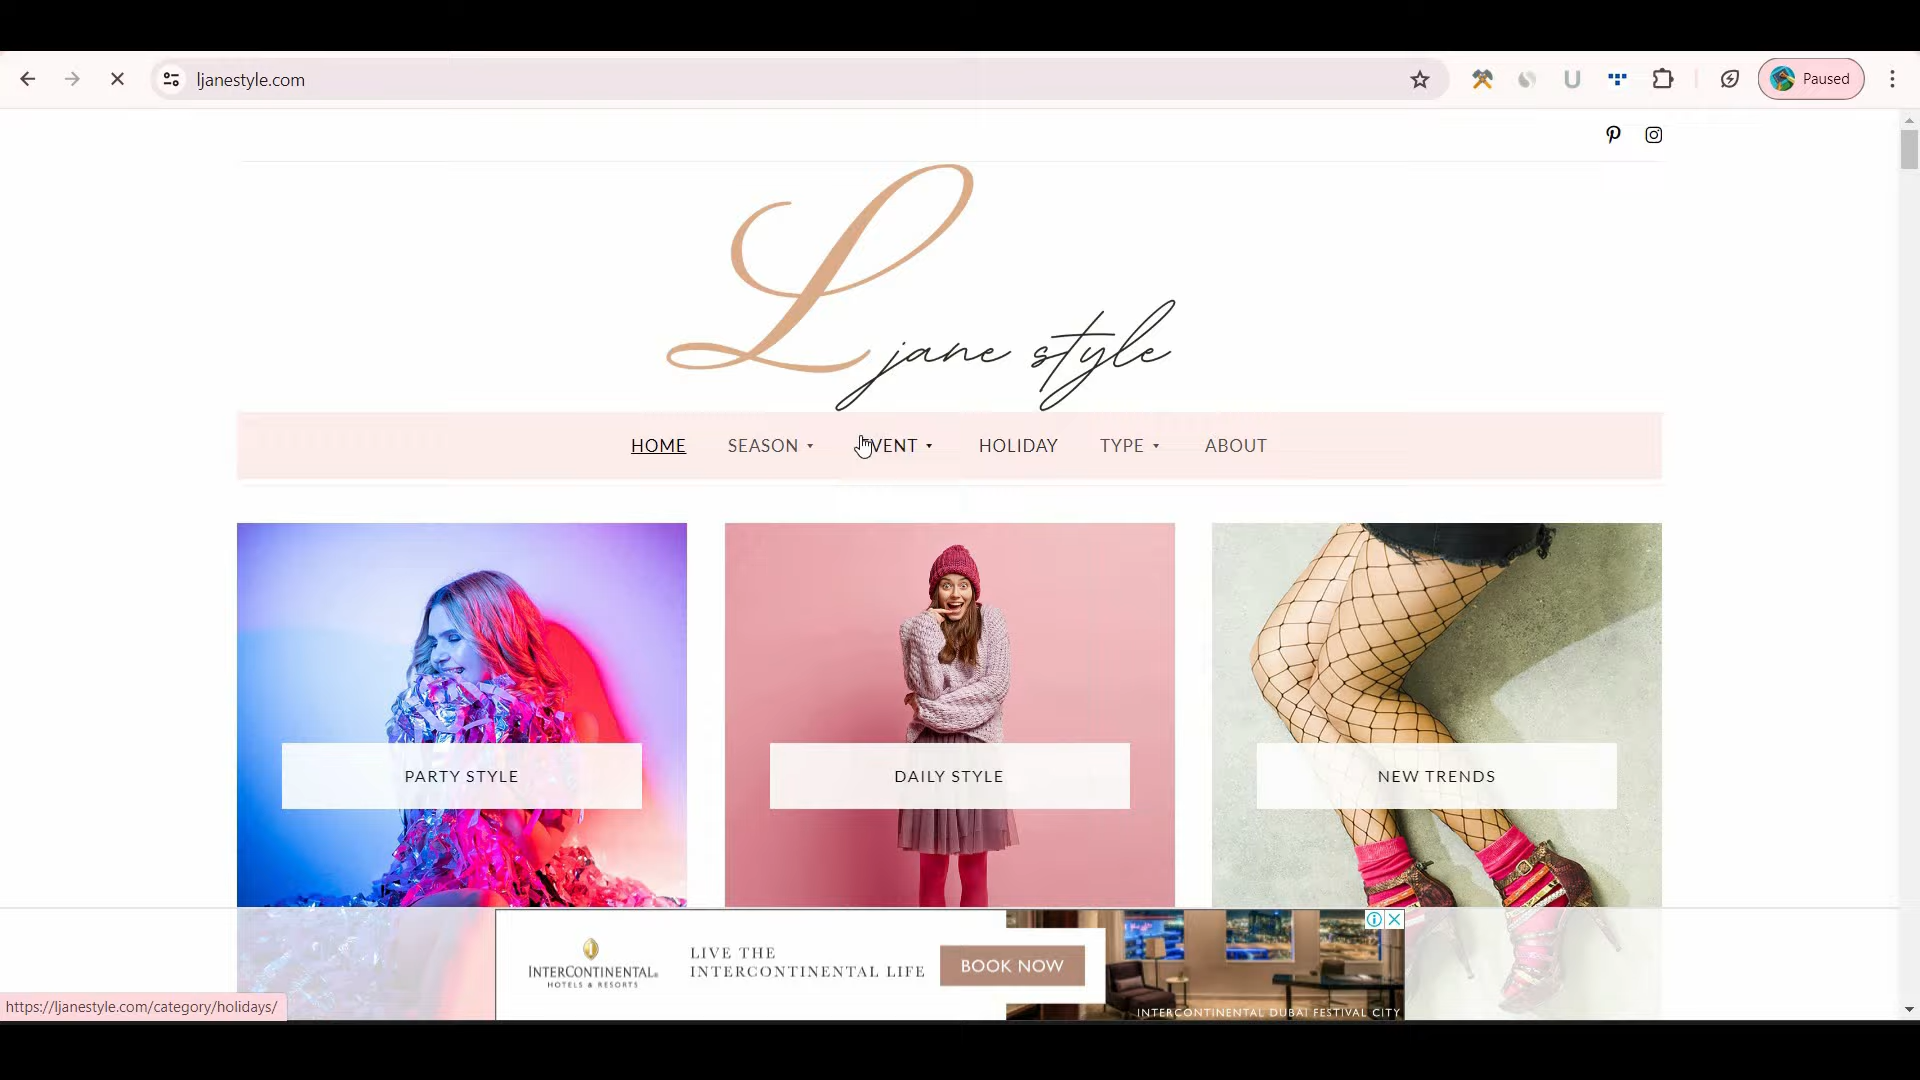 ljanestyle.com
Paused
L jane style
HOME SEASON EVENT HOLIDAY TYPE ABOUT
PARTY STYLE
DAILY STYLE
NEW TRENDS
INTERCONTINENTAL®
HOTELS & RESORTS
LIVE THE
INTERCONTINENTAL LIFE
BOOK NOW
INTERCONTINENTAL DUBAI FESTIVAL CITY
https://ljanestyle.com/category/holidays/